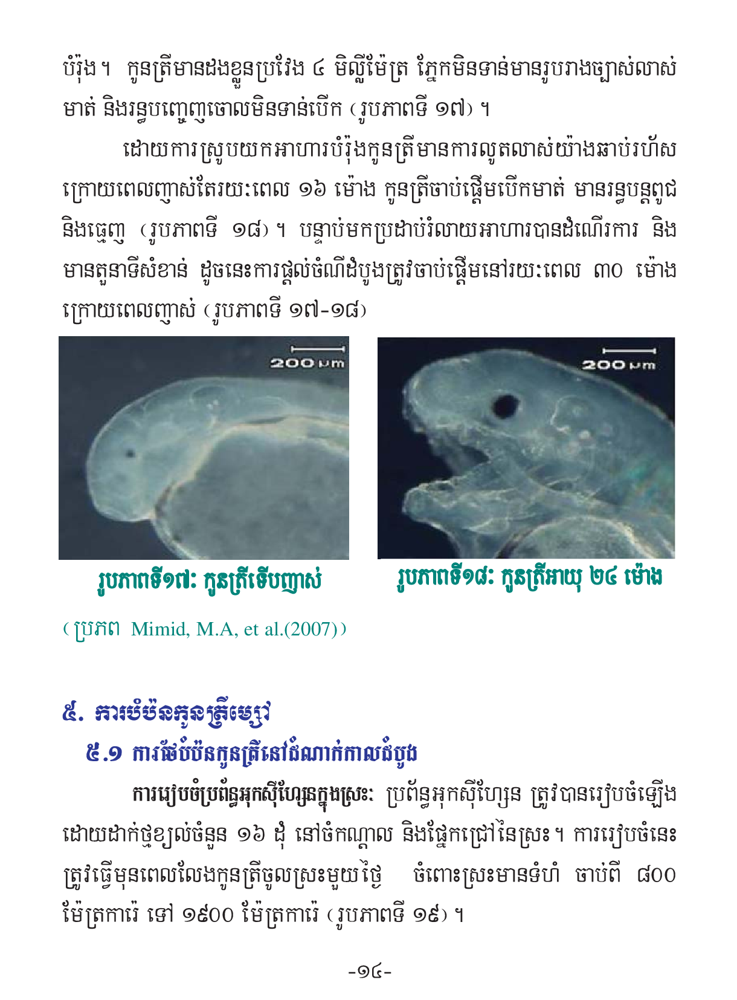 បំរ៉ុង។ កូនត្រីមានដងខ្លួនប្រវែង ៤ មិល្លីម៉ែត្រ ភ្នែកមិនទាន់មានរូបរាងច្បាស់លាស់
មាត់ និងរន្ធបញ្ចេញចោលមិនទាន់បើក (រូបភាពទី ១៧)។
ដោយការស្រូបយកអាហារបំរ៉ុងកូនត្រីមានការលូតលាស់យ៉ាងឆាប់រហ័ស
ក្រោយពេលញាស់តែរយៈពេល ១៦ ម៉ោង កូនត្រីចាប់ផ្ដើមបើកមាត់ មានរន្ធបន្តពូជ
និងធ្មេញ (រូបភាពទី ១៨)។ បន្ទាប់មកប្រដាប់រំលាយអាហារបានដំណើរការ និង
មានតួនាទីសំខាន់ ដូចនេះការផ្ដល់ចំណីដំបូងត្រូវចាប់ផ្ដើមនៅរយៈពេល ៣០ ម៉ោង
ក្រោយពេលញាស់ (រូបភាពទី ១៧-១៨)
200 μm
200 μm
រូបភាពទី១៧: កូនត្រីទើបញាស់
រូបភាពទី១៨: កូនត្រីអាយុ ២៤ ម៉ោង
(ប្រភព Mimid, M.A, et al.(2007))
៥. ការបំប៉នកូនត្រីម្សៅ
៥.១ ការផែបំប៉នកូនត្រីនៅដំណាក់កាលដំបូង
ការរៀបចំប្រព័ន្ធអុកស៊ីហ្សែនក្នុងស្រះ: ប្រព័ន្ធអុកស៊ីហ្សែន ត្រូវបានរៀបចំឡើង
ដោយដាក់ថ្មខ្យល់ចំនួន ១៦ ដុំ នៅចំកណ្ដាល និងផ្នែកជ្រៅនៃស្រះ។ ការរៀបចំនេះ
ត្រូវធ្វើមុនពេលលែងកូនត្រីចូលស្រះមួយថ្ងៃ ចំពោះស្រះមានទំហំ ចាប់ពី ៨០០
ម៉ែត្រការ៉េ ទៅ ១៩០០ ម៉ែត្រការ៉េ (រូបភាពទី ១៩)។
-១៤-